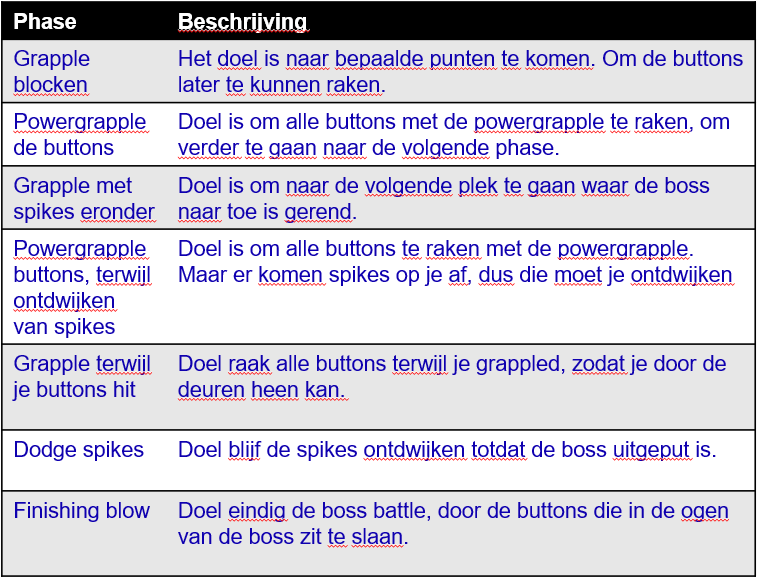 Phase Beschrijving
Grapple
blocken
Het doel is naar bepaalde punten te komen. Om de buttons
later te kunnen raken.
Powergrapple
de buttons
Doel is om alle buttons met de powergrapple te raken, om
verder te gaan naar de volgende phase.
Grapple met
spikes eronder
Doel is om naar de volgende plek te gaan waar de boss
naar toe is gerend.
Powergrapple
buttons, terwijl
ontdwijken
van spikes
Doel is om alle buttons te raken met de powergrapple.
Maar er komen spikes op je af, dus die moet je ontdwijken
Grapple terwijl
je buttons hit
Doel raak alle buttons terwijl je grappled, zodat je door de
deuren heen kan.
Dodge spikes
Doel blijf de spikes ontdwijken totdat de boss uitgeput is.
Finishing blow
Doel eindig de boss battle, door de buttons die in de ogen
van de boss zit te slaan.